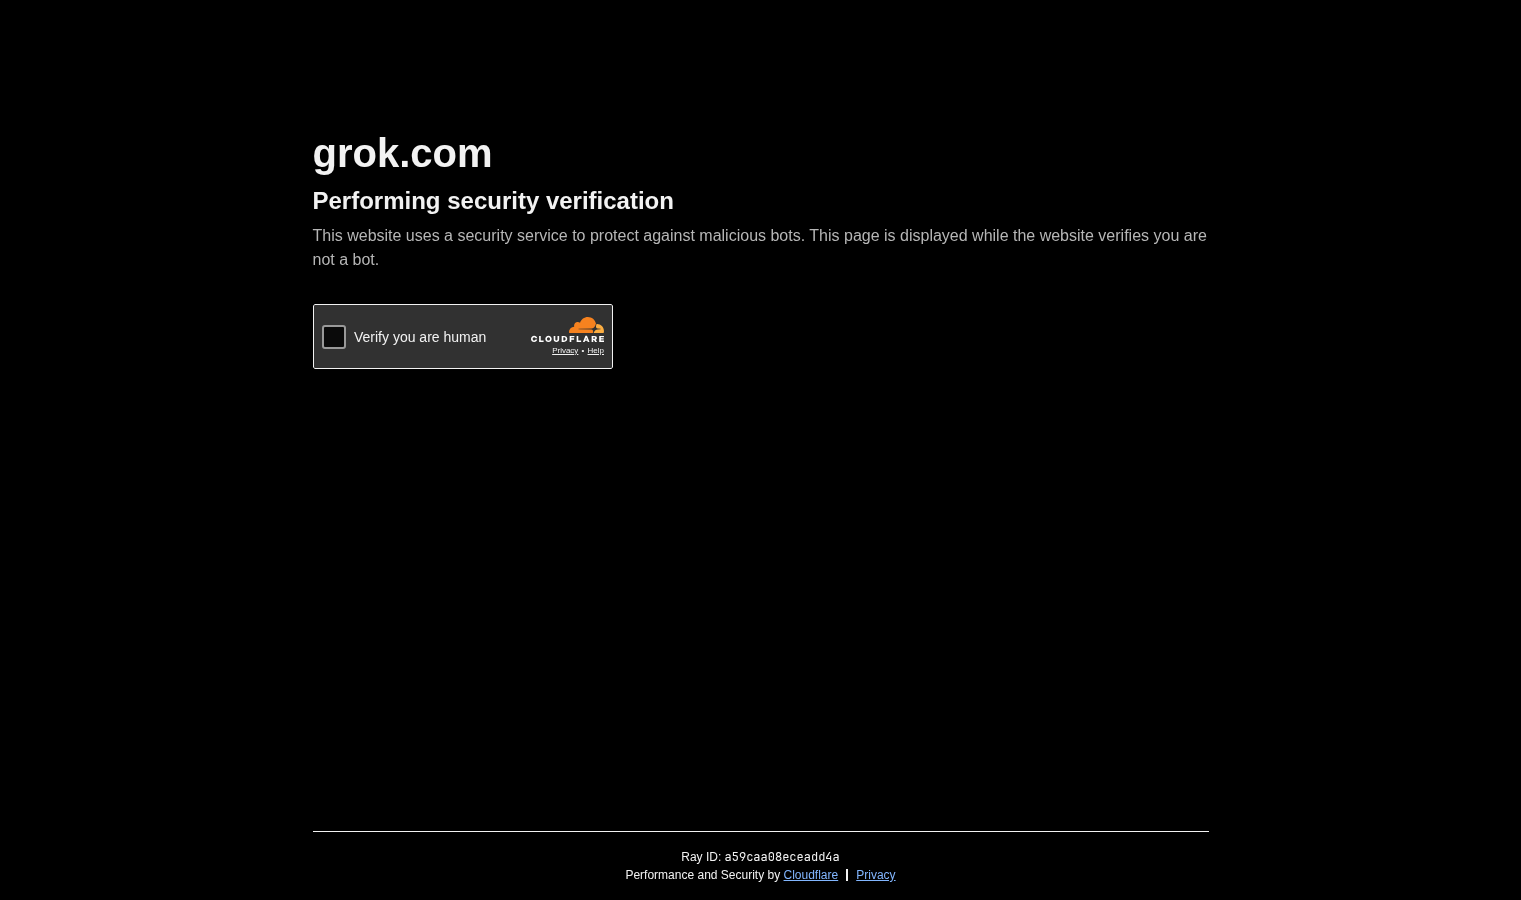 grok.com
Performing security verification
This website uses a security service to protect against malicious bots. This page is displayed while the website verifies you are
not a bot.
Verify you are human
CLOUDFLARE
Privacy • Help
Ray ID: a59caa08eceadd4a
Performance and Security by Cloudflare | Privacy